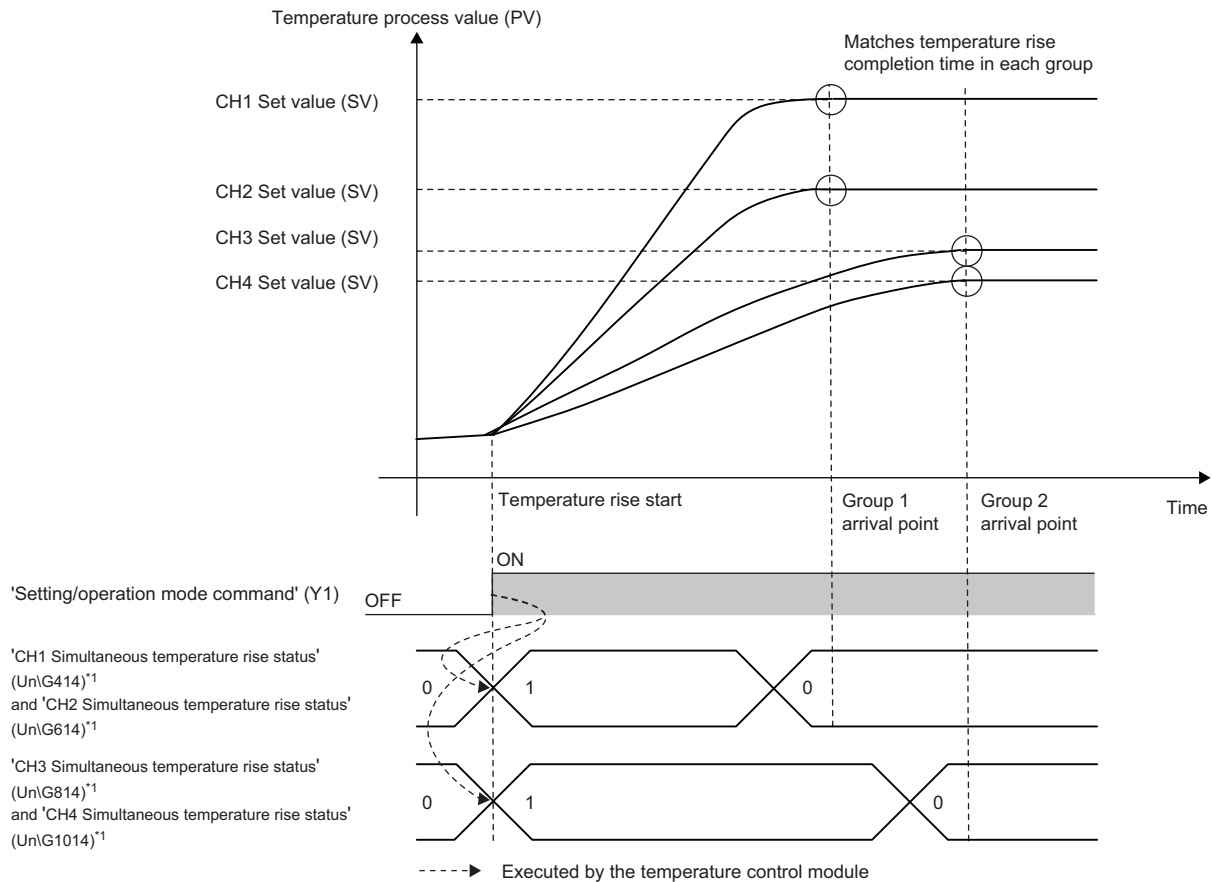 Temperature process value (PV)
Matches temperature rise
completion time in each group
CH1 Set value (SV)
CH2 Set value (SV)
CH3 Set value (SV)
CH4 Set value (SV)
Temperature rise start
Group 1
arrival point
Group 2
arrival point
Time
ON
'Setting/operation mode command' (Y1)
OFF
'CH1 Simultaneous temperature rise status'
(Un\G414)*1
and 'CH2 Simultaneous temperature rise status'
(Un\G614)*1
0
1
0
'CH3 Simultaneous temperature rise status'
(Un\G814)*1
and 'CH4 Simultaneous temperature rise status'
(Un\G1014)*1
0
1
0
Executed by the temperature control module